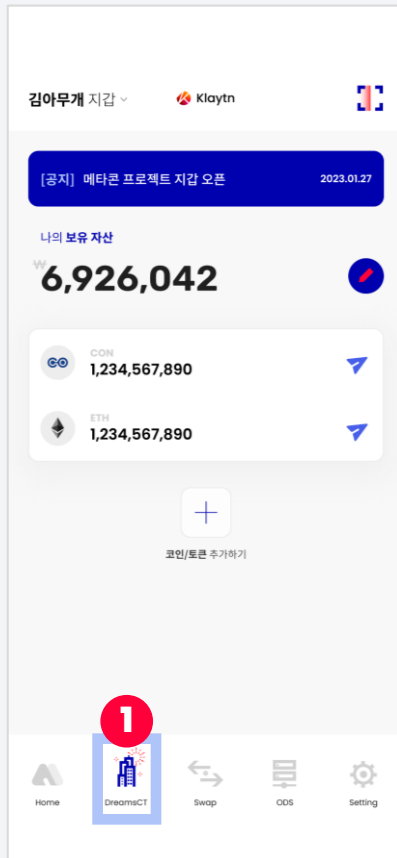 김아무개 지갑
Klaytn
[공지] 메타콘 프로젝트 지갑 오픈 2023.01.27
나의 보유 자산
₩6,926,042
CON
1,234,567,890
ETH
1,234,567,890
코인/토큰 추가하기
1
Home DreamsCT Swap ODS Setting